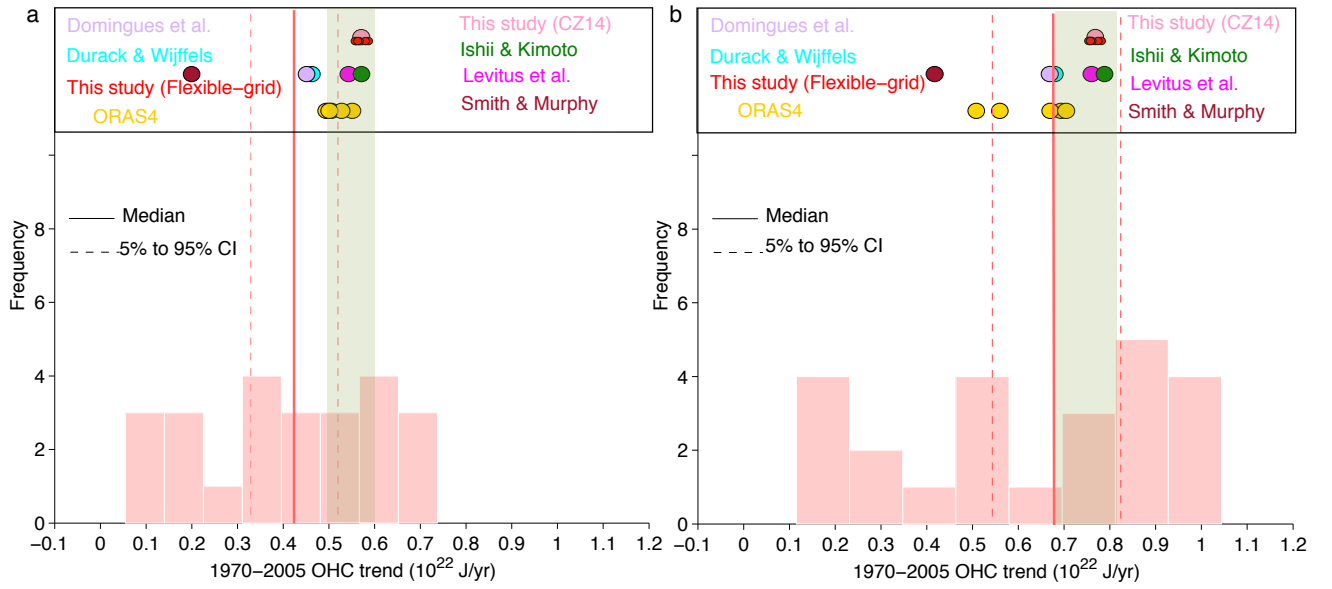 a
Domingues et al.
Durack & Wijffels
This study (Flexible−grid)
ORAS4
This study (CZ14)
Ishii & Kimoto
Levitus et al.
Smith & Murphy
Median
5% to 95% CI
Frequency
8
6
4
2
0
−0.1 0 0.1 0.2 0.3 0.4 0.5 0.6 0.7 0.8 0.9 1 1.1 1.2
1970−2005 OHC trend (10^22 J/yr)
b
Domingues et al.
Durack & Wijffels
This study (Flexible−grid)
ORAS4
This study (CZ14)
Ishii & Kimoto
Levitus et al.
Smith & Murphy
Median
5% to 95% CI
Frequency
8
6
4
2
0
−0.1 0 0.1 0.2 0.3 0.4 0.5 0.6 0.7 0.8 0.9 1 1.1 1.2
1970−2005 OHC trend (10^22 J/yr)